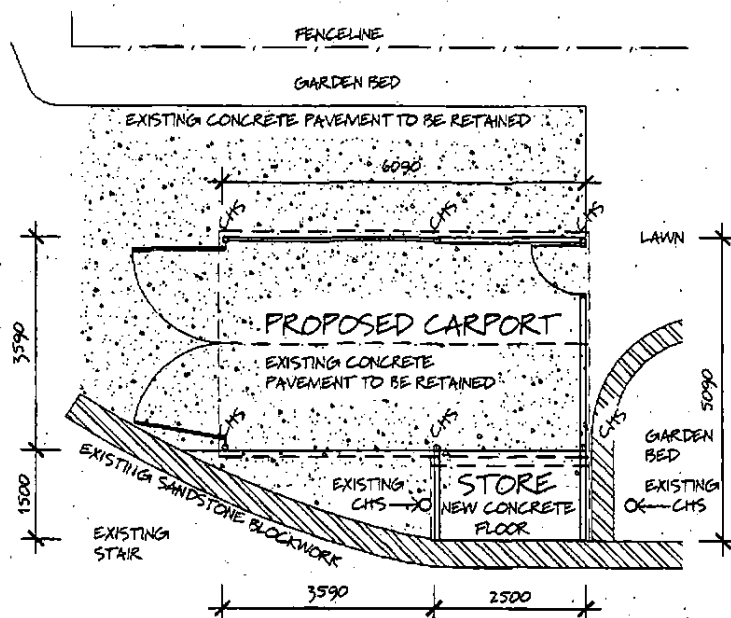 FENCELINE
GARDEN BED
EXISTING CONCRETE PAVEMENT TO BE RETAINED
6090
CHS
CHS
CHS
LAWN
3590
PROPOSED CARPORT
EXISTING CONCRETE
PAVEMENT TO BE RETAINED
5090
CHS
CHS
CHS
GARDEN
BED
1500
EXISTING SANDSTONE BLOCKWORK
EXISTING
CHS
STORE
NEW CONCRETE
FLOOR
EXISTING
CHS
EXISTING
STAIR
3590
2500